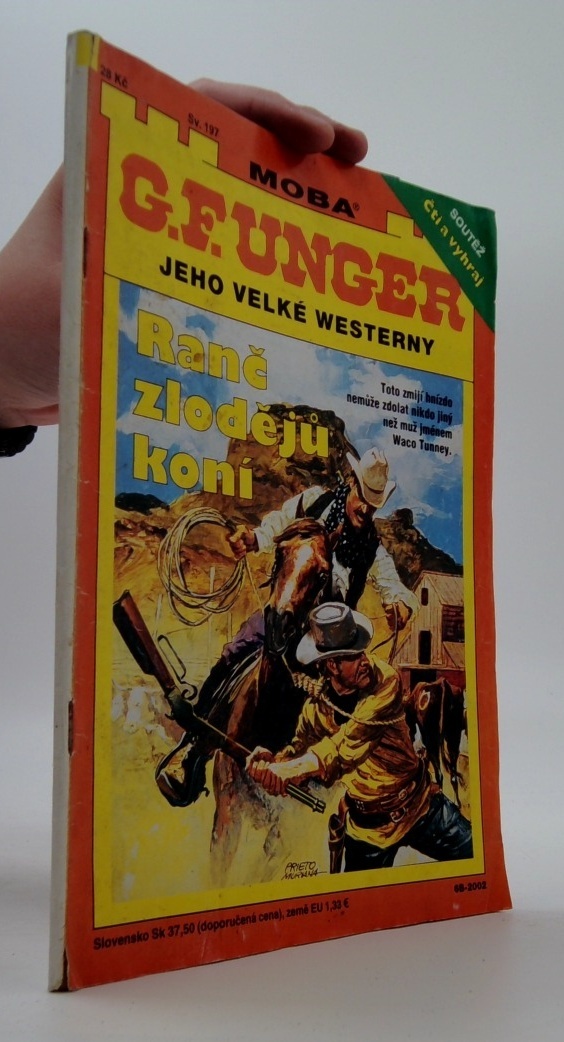 28 Kč
Sv. 197
MOBA®
SOUTĚŽ
Čti a vyhraj
G.F. UNGER
JEHO VELKÉ WESTERNY
Ranč
zlodějů
koní
Toto zmijí hnízdo
nemůže zdolat nikdo jiný
než muž jménem
Waco Tunney.
PRIETO
MURIANA
6B-2002
Slovensko Sk 37,50 (doporučená cena), země EU 1,33 €